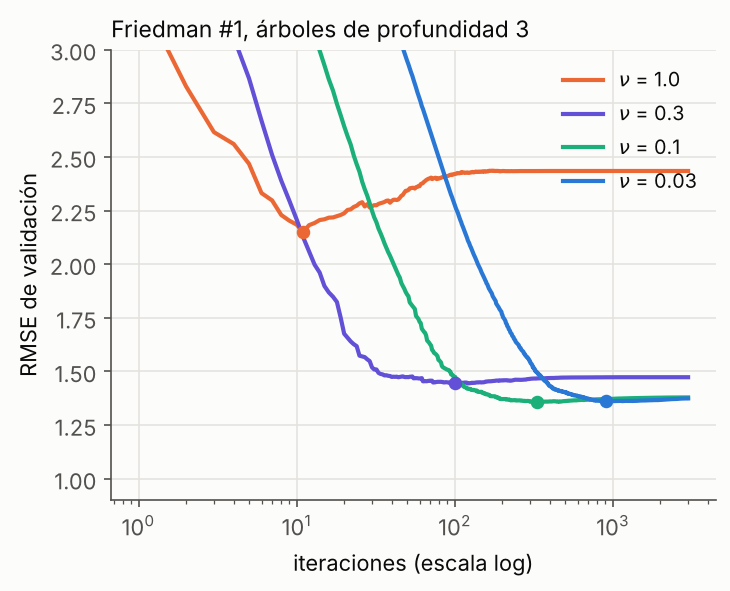 Friedman #1, árboles de profundidad 3
RMSE de validación
3.00
2.75
2.50
2.25
2.00
1.75
1.50
1.25
1.00
ν = 1.0
ν = 0.3
ν = 0.1
ν = 0.03
10⁰
10¹
10²
10³
iteraciones (escala log)